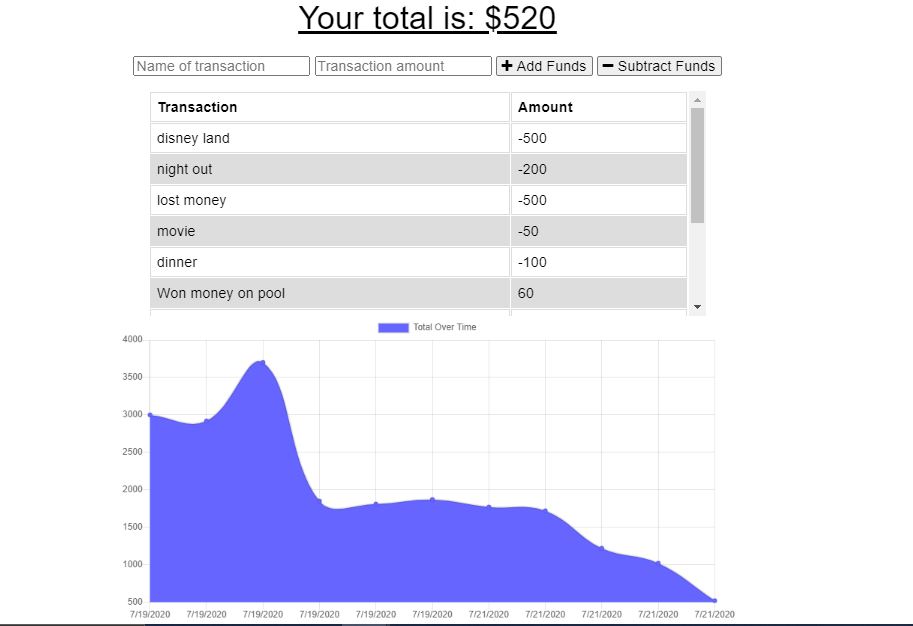 Your total is: $520
Name of transaction Transaction amount + Add Funds − Subtract Funds
Transaction Amount
disney land -500
night out -200
lost money -500
movie -50
dinner -100
Won money on pool 60
Total Over Time
4000
3500
3000
2500
2000
1500
1000
500
7/19/2020 7/19/2020 7/19/2020 7/19/2020 7/19/2020 7/19/2020 7/21/2020 7/21/2020 7/21/2020 7/21/2020 7/21/2020